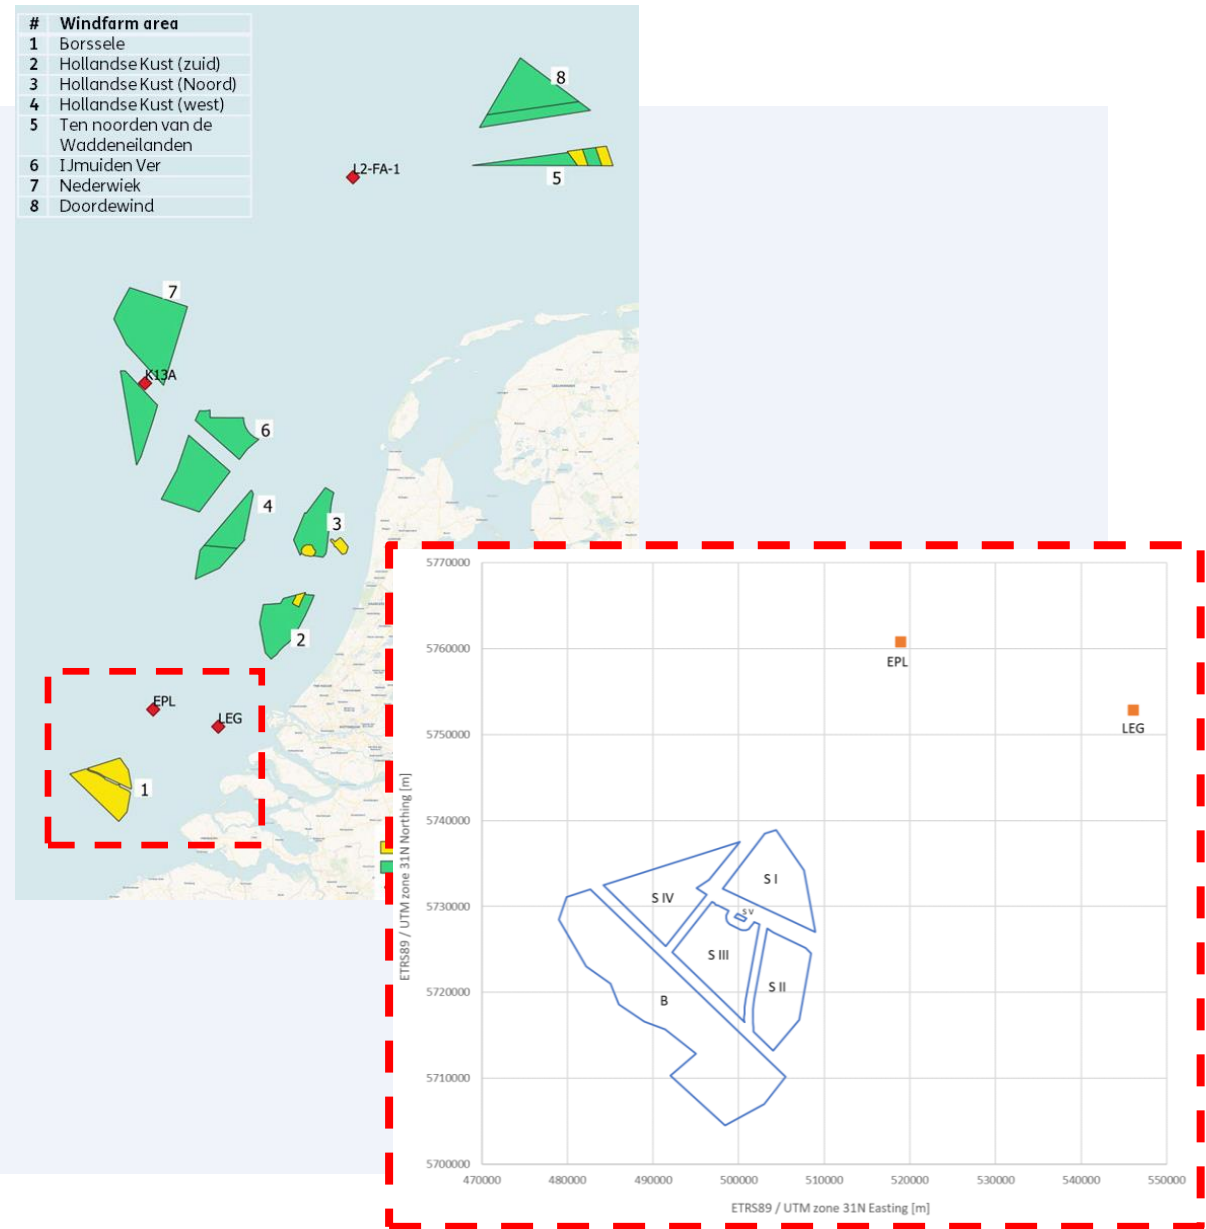 # Windfarm area
1 Borssele
2 Hollandse Kust (zuid)
3 Hollandse Kust (Noord)
4 Hollandse Kust (west)
5 Ten noorden van de
Waddeneilanden
6 IJmuiden Ver
7 Nederwiek
8 Doordewind
8
L2-FA-1
5
7
K13A
6
4
3
2
EPL
LEG
1
5770000
5760000
5750000
5740000
5730000
5720000
5710000
5700000
ETRS89 / UTM zone 31N Northing [m]
EPL
LEG
S I
S IV
S V
S III
S II
B
470000 480000 490000 500000 510000 520000 530000 540000 550000
ETRS89 / UTM zone 31N Easting [m]